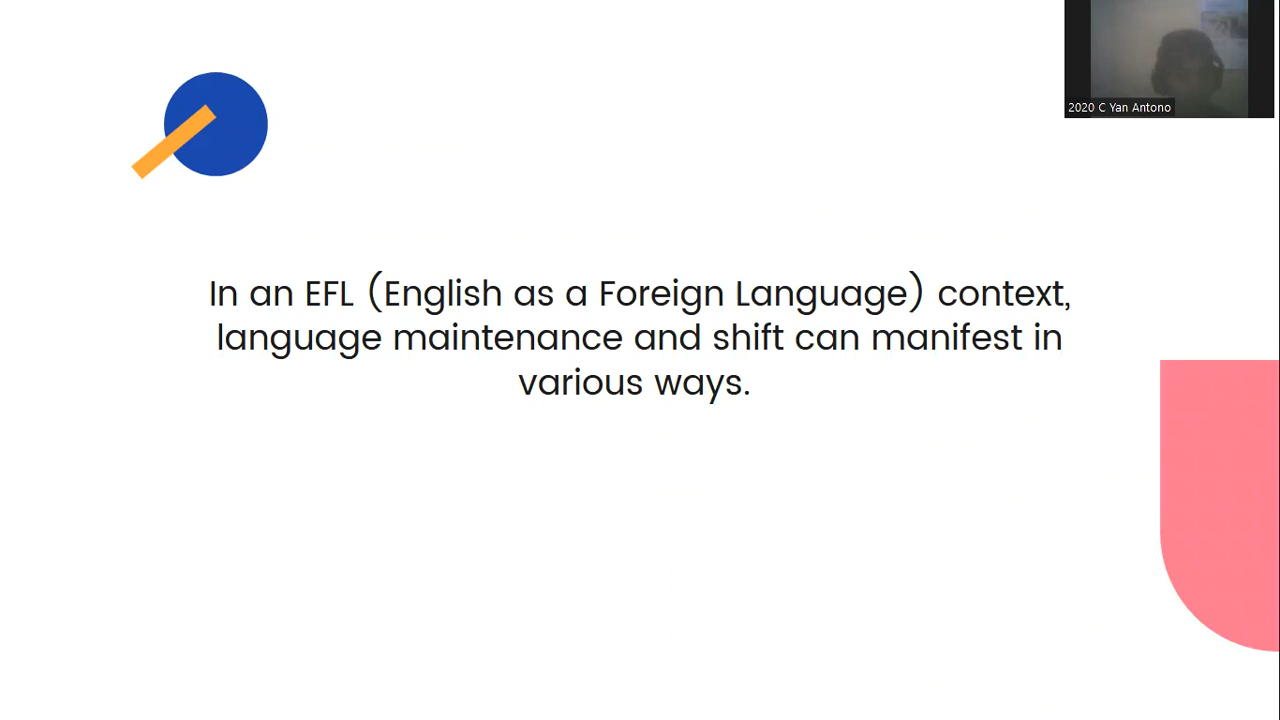 2020 C Yan Antono
In an EFL (English as a Foreign Language) context,
language maintenance and shift can manifest in
various ways.